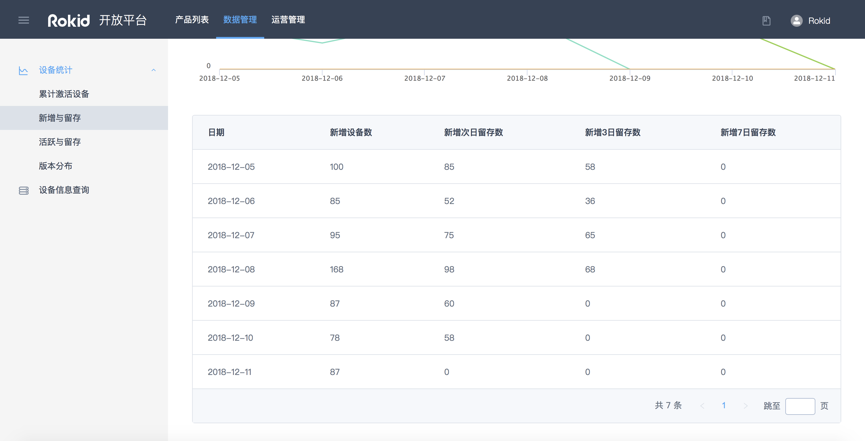 Rokid 开放平台 产品列表 数据管理 运营管理 Rokid
设备统计
累计激活设备
新增与留存
活跃与留存
版本分布
设备信息查询
0
2018-12-05 2018-12-06 2018-12-07 2018-12-08 2018-12-09 2018-12-10 2018-12-11
日期 新增设备数 新增次日留存数 新增3日留存数 新增7日留存数
2018-12-05 100 85 58 0
2018-12-06 85 52 36 0
2018-12-07 95 75 65 0
2018-12-08 168 98 68 0
2018-12-09 87 60 0 0
2018-12-10 78 58 0 0
2018-12-11 87 0 0 0
共 7 条 < 1 > 跳至 页